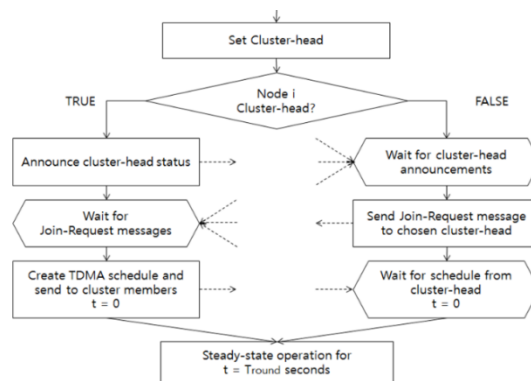 Set Cluster-head
Node i
Cluster-head?
TRUE
FALSE
Announce cluster-head status
Wait for cluster-head
announcements
Wait for
Join-Request messages
Send Join-Request message
to chosen cluster-head
Create TDMA schedule and
send to cluster members
t = 0
Wait for schedule from
cluster-head
t = 0
Steady-state operation for
t = Tround seconds